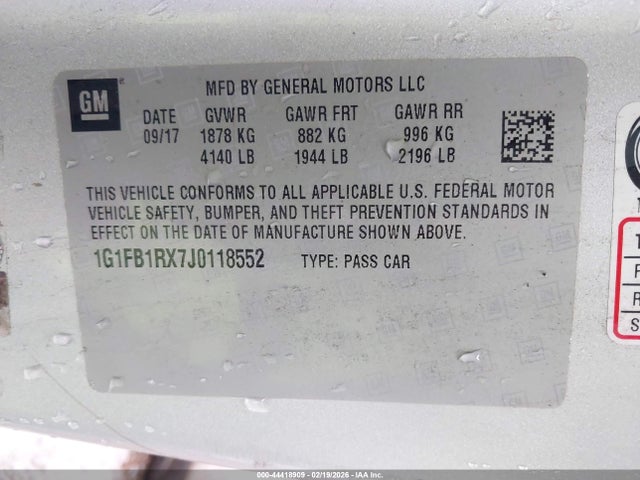 GM
MFD BY GENERAL MOTORS LLC
DATE GVWR GAWR FRT GAWR RR
09/17 1878 KG 882 KG 996 KG
4140 LB 1944 LB 2196 LB
THIS VEHICLE CONFORMS TO ALL APPLICABLE U.S. FEDERAL MOTOR
VEHICLE SAFETY, BUMPER, AND THEFT PREVENTION STANDARDS IN
EFFECT ON THE DATE OF MANUFACTURE SHOWN ABOVE.
1G1FB1RX7J0118552 TYPE: PASS CAR
000-44418909 - 02/19/2026 - IAA Inc.